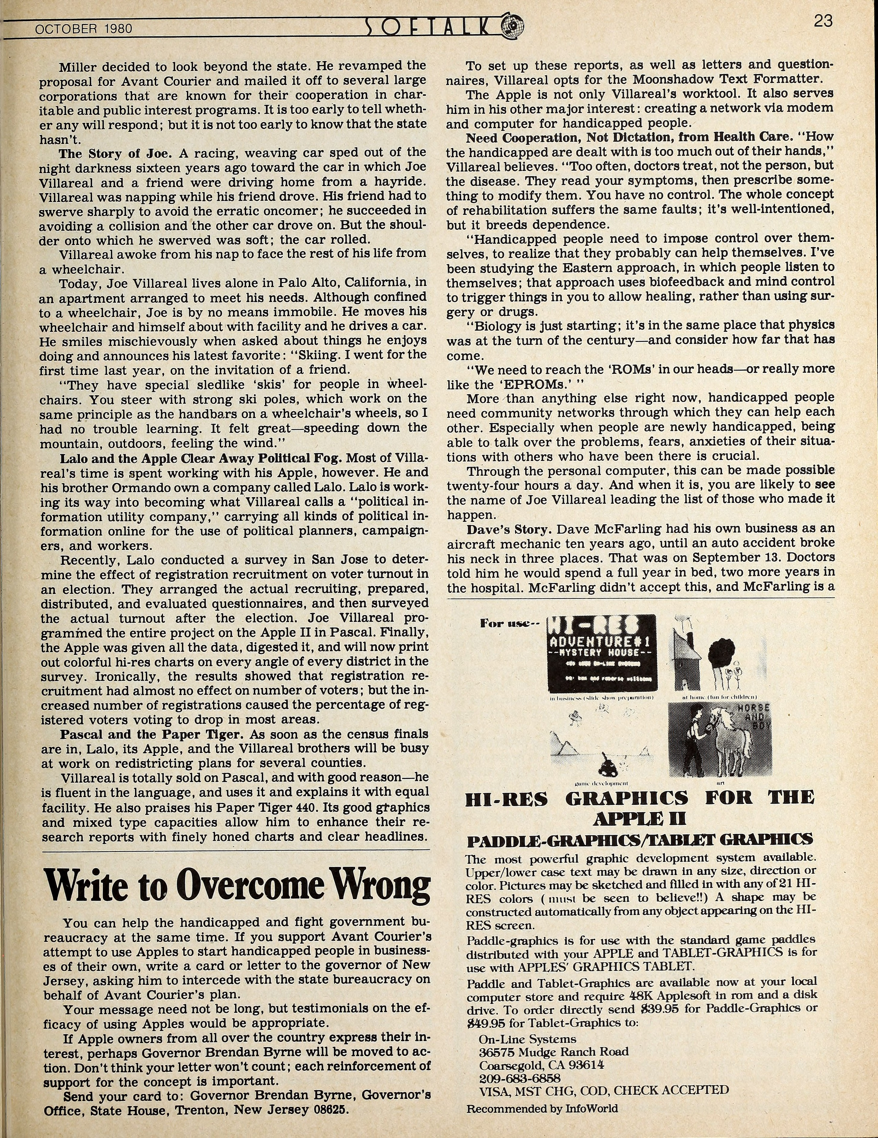 OCTOBER 1980
SOFTALK
23
Miller decided to look beyond the state. He revamped the
proposal for Avant Courier and mailed it off to several large
corporations that are known for their cooperation in char-
itable and public interest programs. It is too early to tell wheth-
er any will respond; but it is not too early to know that the state
hasn't.
The Story of Joe. A racing, weaving car sped out of the
night darkness sixteen years ago toward the car in which Joe
Villareal and a friend were driving home from a hayride.
Villareal was napping while his friend drove. His friend had to
swerve sharply to avoid the erratic oncomer; he succeeded in
avoiding a collision and the other car drove on. But the shoul-
der onto which he swerved was soft; the car rolled.
Villareal awoke from his nap to face the rest of his life from
a wheelchair.
Today, Joe Villareal lives alone in Palo Alto, California, in
an apartment arranged to meet his needs. Although confined
to a wheelchair, Joe is by no means immobile. He moves his
wheelchair and himself about with facility and he drives a car.
He smiles mischievously when asked about things he enjoys
doing and announces his latest favorite: "Skiing. I went for the
first time last year, on the invitation of a friend.
"They have special sledlike 'skis' for people in wheel-
chairs. You steer with strong ski poles, which work on the
same principle as the handbars on a wheelchair's wheels, so I
had no trouble learning. It felt great—speeding down the
mountain, outdoors, feeling the wind."
Lalo and the Apple Clear Away Political Fog. Most of Villa-
real's time is spent working with his Apple, however. He and
his brother Ormando own a company called Lalo. Lalo is work-
ing its way into becoming what Villareal calls a "political in-
formation utility company," carrying all kinds of political in-
formation online for the use of political planners, campaign-
ers, and workers.
Recently, Lalo conducted a survey in San Jose to deter-
mine the effect of registration recruitment on voter turnout in
an election. They arranged the actual recruiting, prepared,
distributed, and evaluated questionnaires, and then surveyed
the actual turnout after the election. Joe Villareal pro-
grammed the entire project on the Apple II in Pascal. Finally,
the Apple was given all the data, digested it, and will now print
out colorful hi-res charts on every angle of every district in the
survey. Ironically, the results showed that registration re-
cruitment had almost no effect on number of voters; but the in-
creased number of registrations caused the percentage of reg-
istered voters voting to drop in most areas.
Pascal and the Paper Tiger. As soon as the census finals
are in, Lalo, its Apple, and the Villareal brothers will be busy
at work on redistricting plans for several counties.
Villareal is totally sold on Pascal, and with good reason—he
is fluent in the language, and uses it and explains it with equal
facility. He also praises his Paper Tiger 440. Its good graphics
and mixed type capacities allow him to enhance their re-
search reports with finely honed charts and clear headlines.
Write to Overcome Wrong
You can help the handicapped and fight government bu-
reaucracy at the same time. If you support Avant Courier's
attempt to use Apples to start handicapped people in business-
es of their own, write a card or letter to the governor of New
Jersey, asking him to intercede with the state bureaucracy on
behalf of Avant Courier's plan.
Your message need not be long, but testimonials on the ef-
ficacy of using Apples would be appropriate.
If Apple owners from all over the country express their in-
terest, perhaps Governor Brendan Byrne will be moved to ac-
tion. Don't think your letter won't count; each reinforcement of
support for the concept is important.
Send your card to: Governor Brendan Byrne, Governor's
Office, State House, Trenton, New Jersey 08625.
To set up these reports, as well as letters and question-
naires, Villareal opts for the Moonshadow Text Formatter.
The Apple is not only Villareal's worktool. It also serves
him in his other major interest: creating a network via modem
and computer for handicapped people.
Need Cooperation, Not Dictation, from Health Care. "How
the handicapped are dealt with is too much out of their hands,"
Villareal believes. "Too often, doctors treat, not the person, but
the disease. They read your symptoms, then prescribe some-
thing to modify them. You have no control. The whole concept
of rehabilitation suffers the same faults; it's well-intentioned,
but it breeds dependence.
"Handicapped people need to impose control over them-
selves, to realize that they probably can help themselves. I've
been studying the Eastern approach, in which people listen to
themselves; that approach uses biofeedback and mind control
to trigger things in you to allow healing, rather than using sur-
gery or drugs.
"Biology is just starting; it's in the same place that physics
was at the turn of the century—and consider how far that has
come.
"We need to reach the 'ROMs' in our heads—or really more
like the 'EPROMs.' "
More than anything else right now, handicapped people
need community networks through which they can help each
other. Especially when people are newly handicapped, being
able to talk over the problems, fears, anxieties of their situa-
tions with others who have been there is crucial.
Through the personal computer, this can be made possible
twenty-four hours a day. And when it is, you are likely to see
the name of Joe Villareal leading the list of those who made it
happen.
Dave's Story. Dave McFarling had his own business as an
aircraft mechanic ten years ago, until an auto accident broke
his neck in three places. That was on September 13. Doctors
told him he would spend a full year in bed, two more years in
the hospital. McFarling didn't accept this, and McFarling is a
For use--
HI-RES
ADVENTURE#1
--MYSTERY HOUSE--
in business (slide show preparation)
at home (fun for children)
HORSE
AND
BOY
game development
art
HI-RES GRAPHICS FOR THE
APPLE II
PADDLE-GRAPHICS/TABLET GRAPHICS
The most powerful graphic development system available.
Upper/lower case text may be drawn in any size, direction or
color. Pictures may be sketched and filled in with any of 21 HI-
RES colors (must be seen to believe!!) A shape may be
constructed automatically from any object appearing on the HI-
RES screen.
Paddle-graphics is for use with the standard game paddles
distributed with your APPLE and TABLET-GRAPHICS is for
use with APPLES' GRAPHICS TABLET.
Paddle and Tablet-Graphics are available now at your local
computer store and require 48K Applesoft in rom and a disk
drive. To order directly send $39.95 for Paddle-Graphics or
$49.95 for Tablet-Graphics to:
On-Line Systems
36575 Mudge Ranch Road
Coarsegold, CA 93614
209-683-6858
VISA, MST CHG, COD, CHECK ACCEPTED
Recommended by InfoWorld